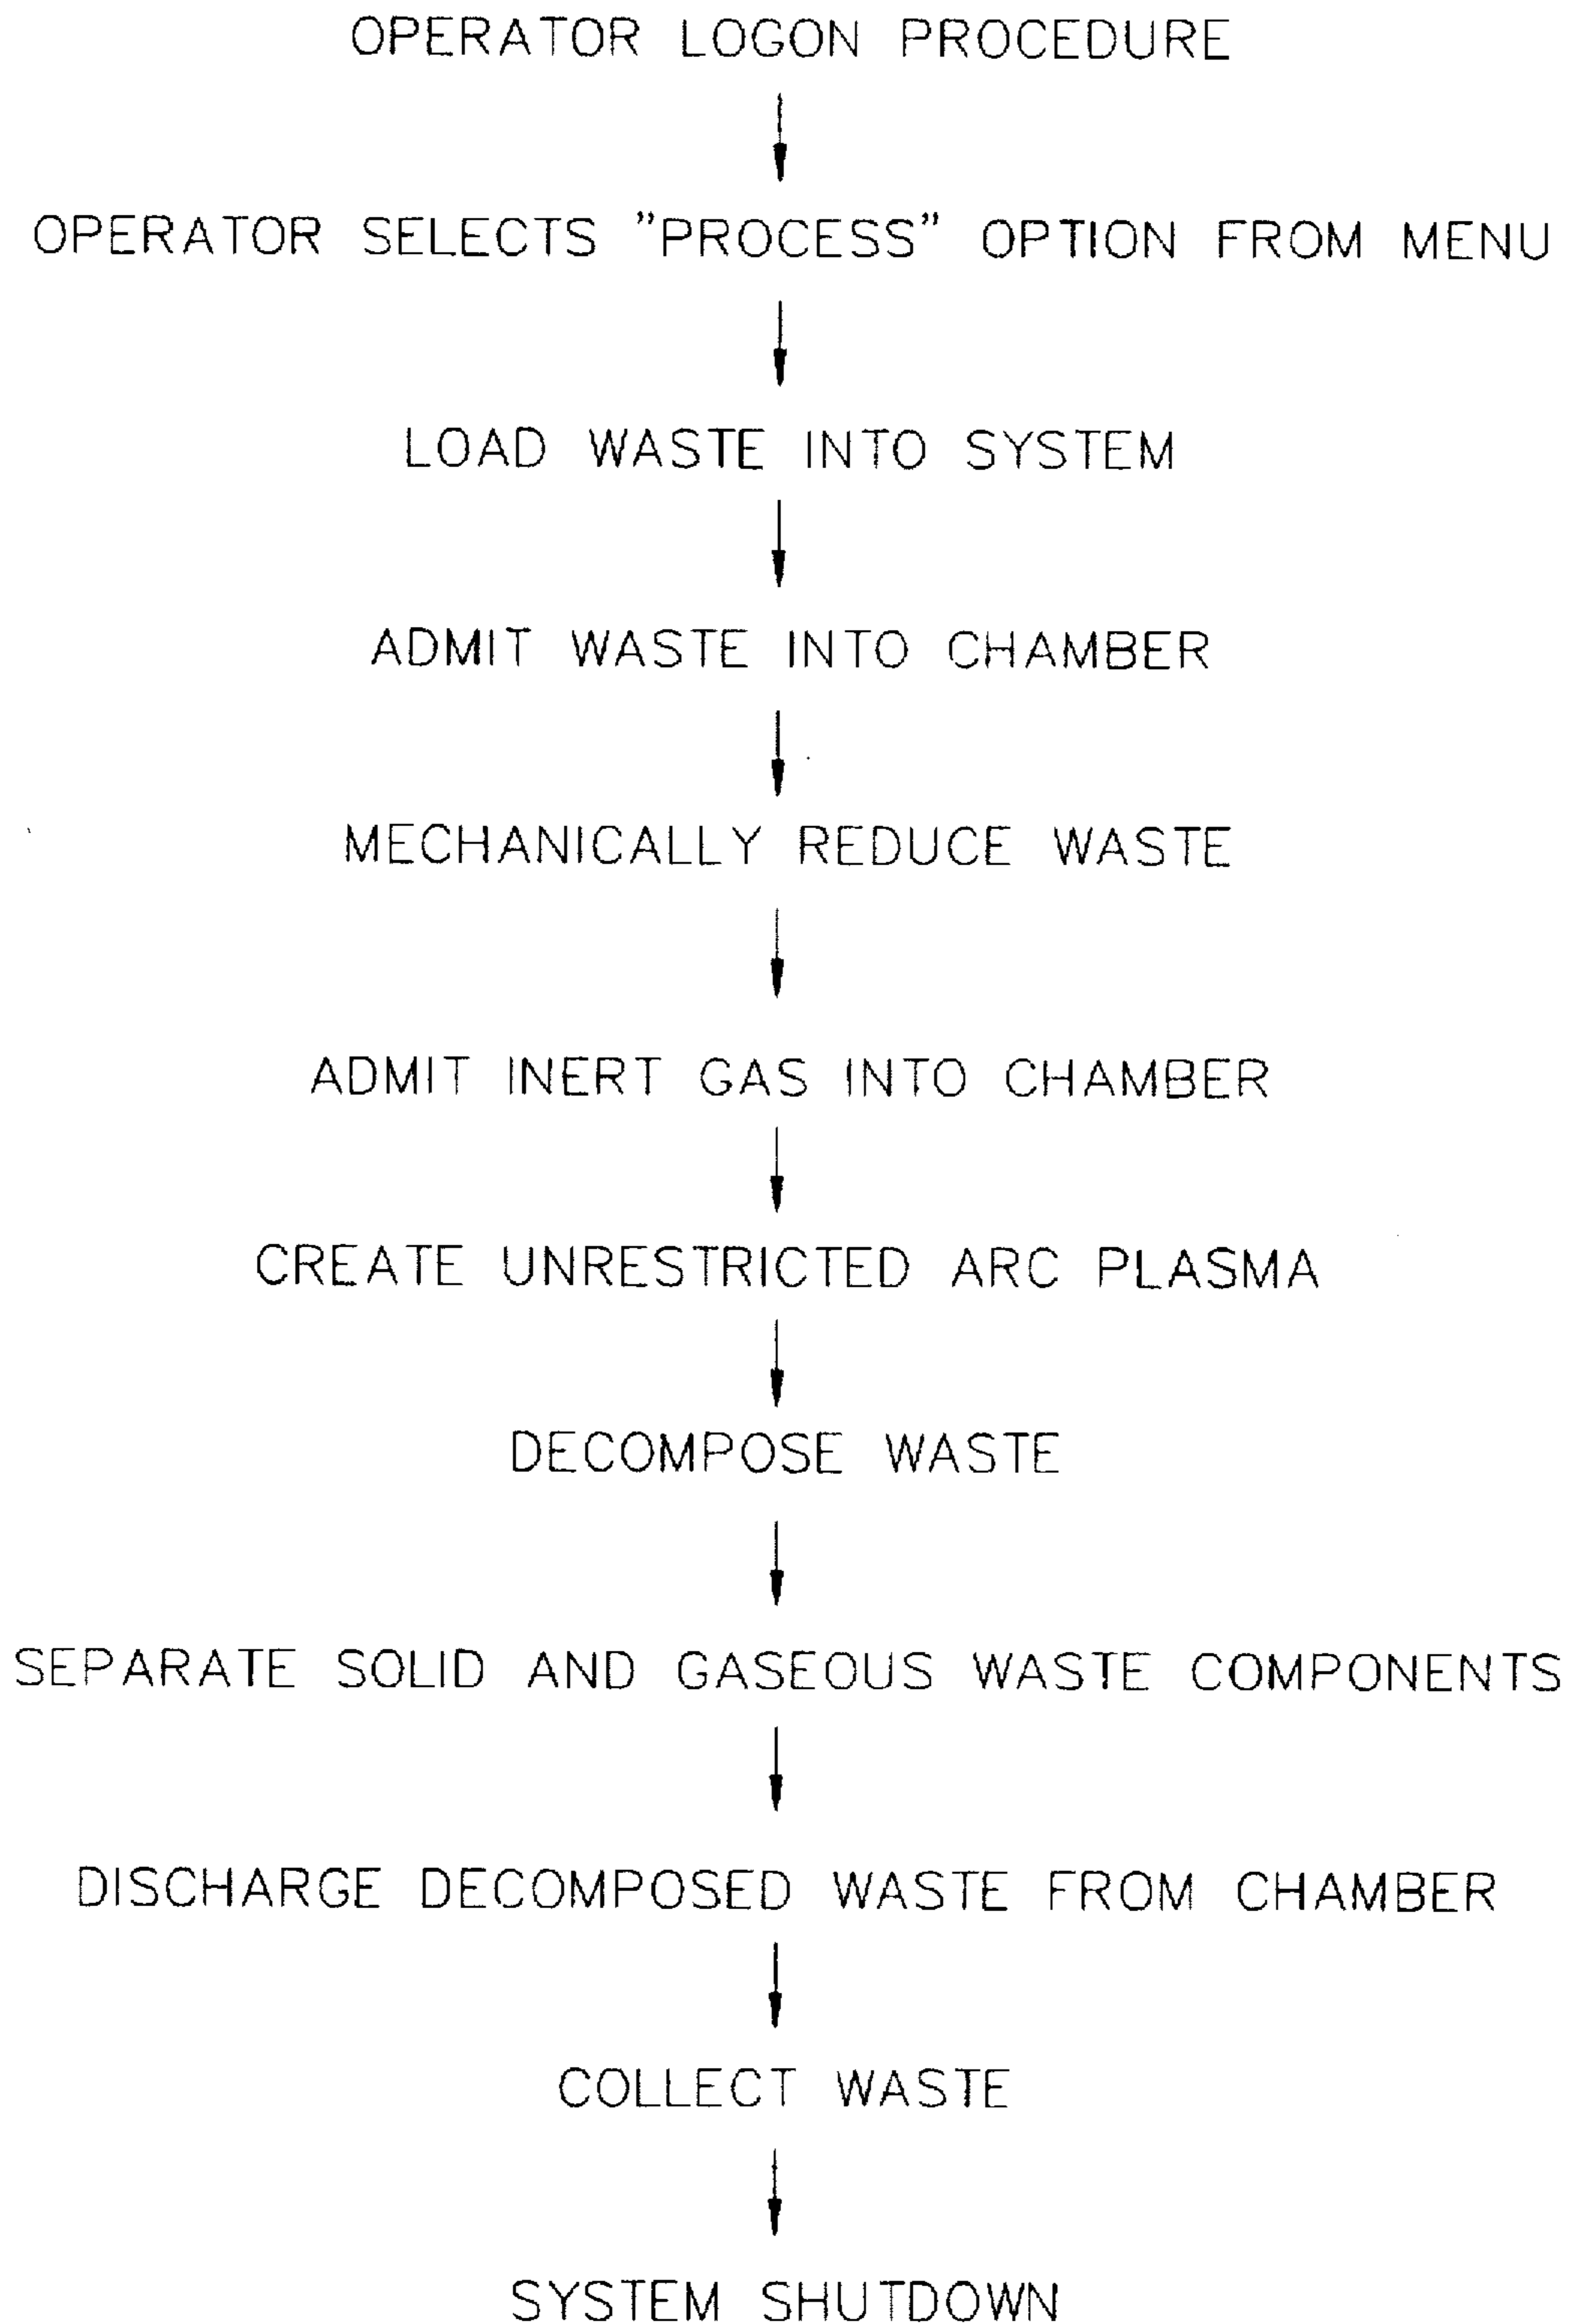 OPERATOR LOGON PROCEDURE
OPERATOR SELECTS "PROCESS" OPTION FROM MENU
LOAD WASTE INTO SYSTEM
ADMIT WASTE INTO CHAMBER
MECHANICALLY REDUCE WASTE
ADMIT INERT GAS INTO CHAMBER
CREATE UNRESTRICTED ARC PLASMA
DECOMPOSE WASTE
SEPARATE SOLID AND GASEOUS WASTE COMPONENTS
DISCHARGE DECOMPOSED WASTE FROM CHAMBER
COLLECT WASTE
SYSTEM SHUTDOWN